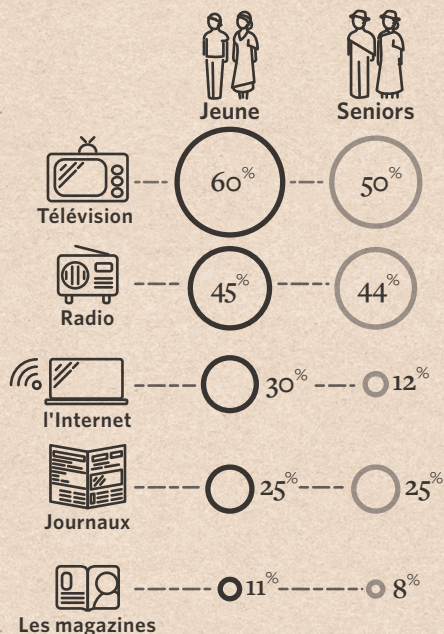 Jeune Seniors
60% 50%
Télévision
45% 44%
Radio
30% 12%
l'Internet
25% 25%
Journaux
11% 8%
Les magazines